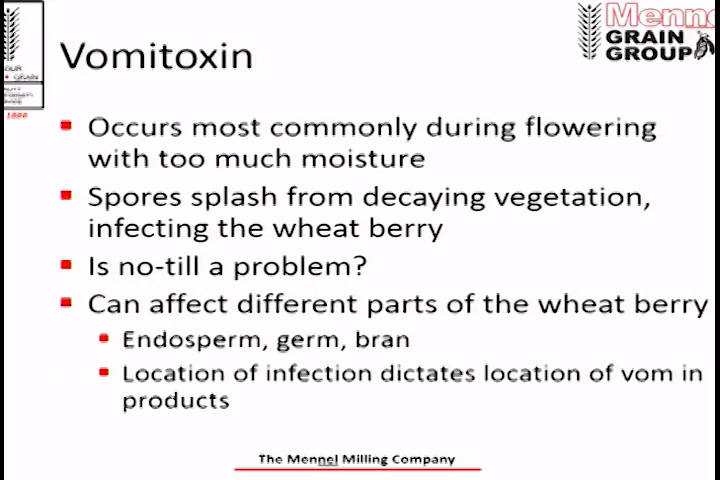 Vomitoxin
GRAIN
GROUP
GRAIN
1886
Occurs most commonly during flowering
with too much moisture
Spores splash from decaying vegetation,
infecting the wheat berry
Is no-till a problem?
Can affect different parts of the wheat berry
Endosperm, germ, bran
Location of infection dictates location of vom in
products
The Mennel Milling Company